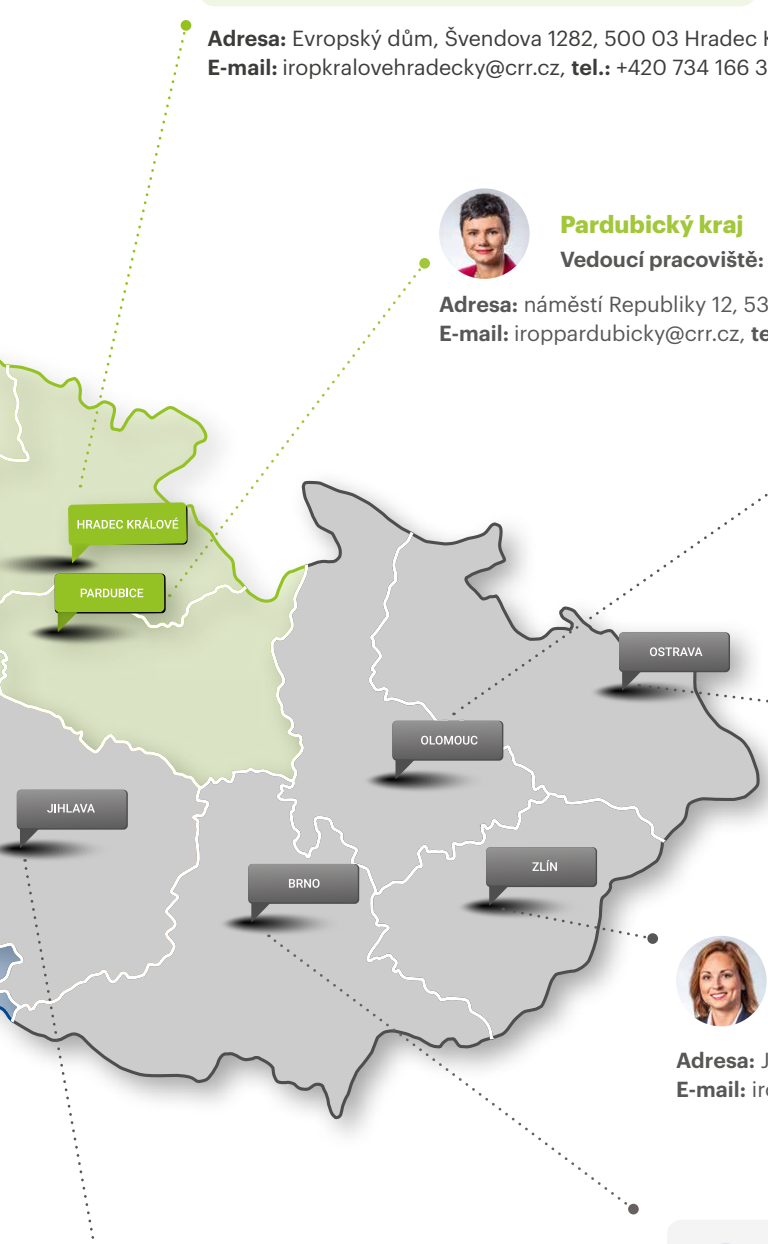 Adresa: Evropský dům, Švendova 1282, 500 03 Hradec K
E-mail: iropkralovehradecky@crr.cz, tel.: +420 734 166 3
Pardubický kraj
Vedoucí pracoviště:
Adresa: náměstí Republiky 12, 53
E-mail: iroppardubicky@crr.cz, te
HRADEC KRÁLOVÉ
PARDUBICE
OSTRAVA
OLOMOUC
JIHLAVA
ZLÍN
BRNO
Adresa: J
E-mail: iro